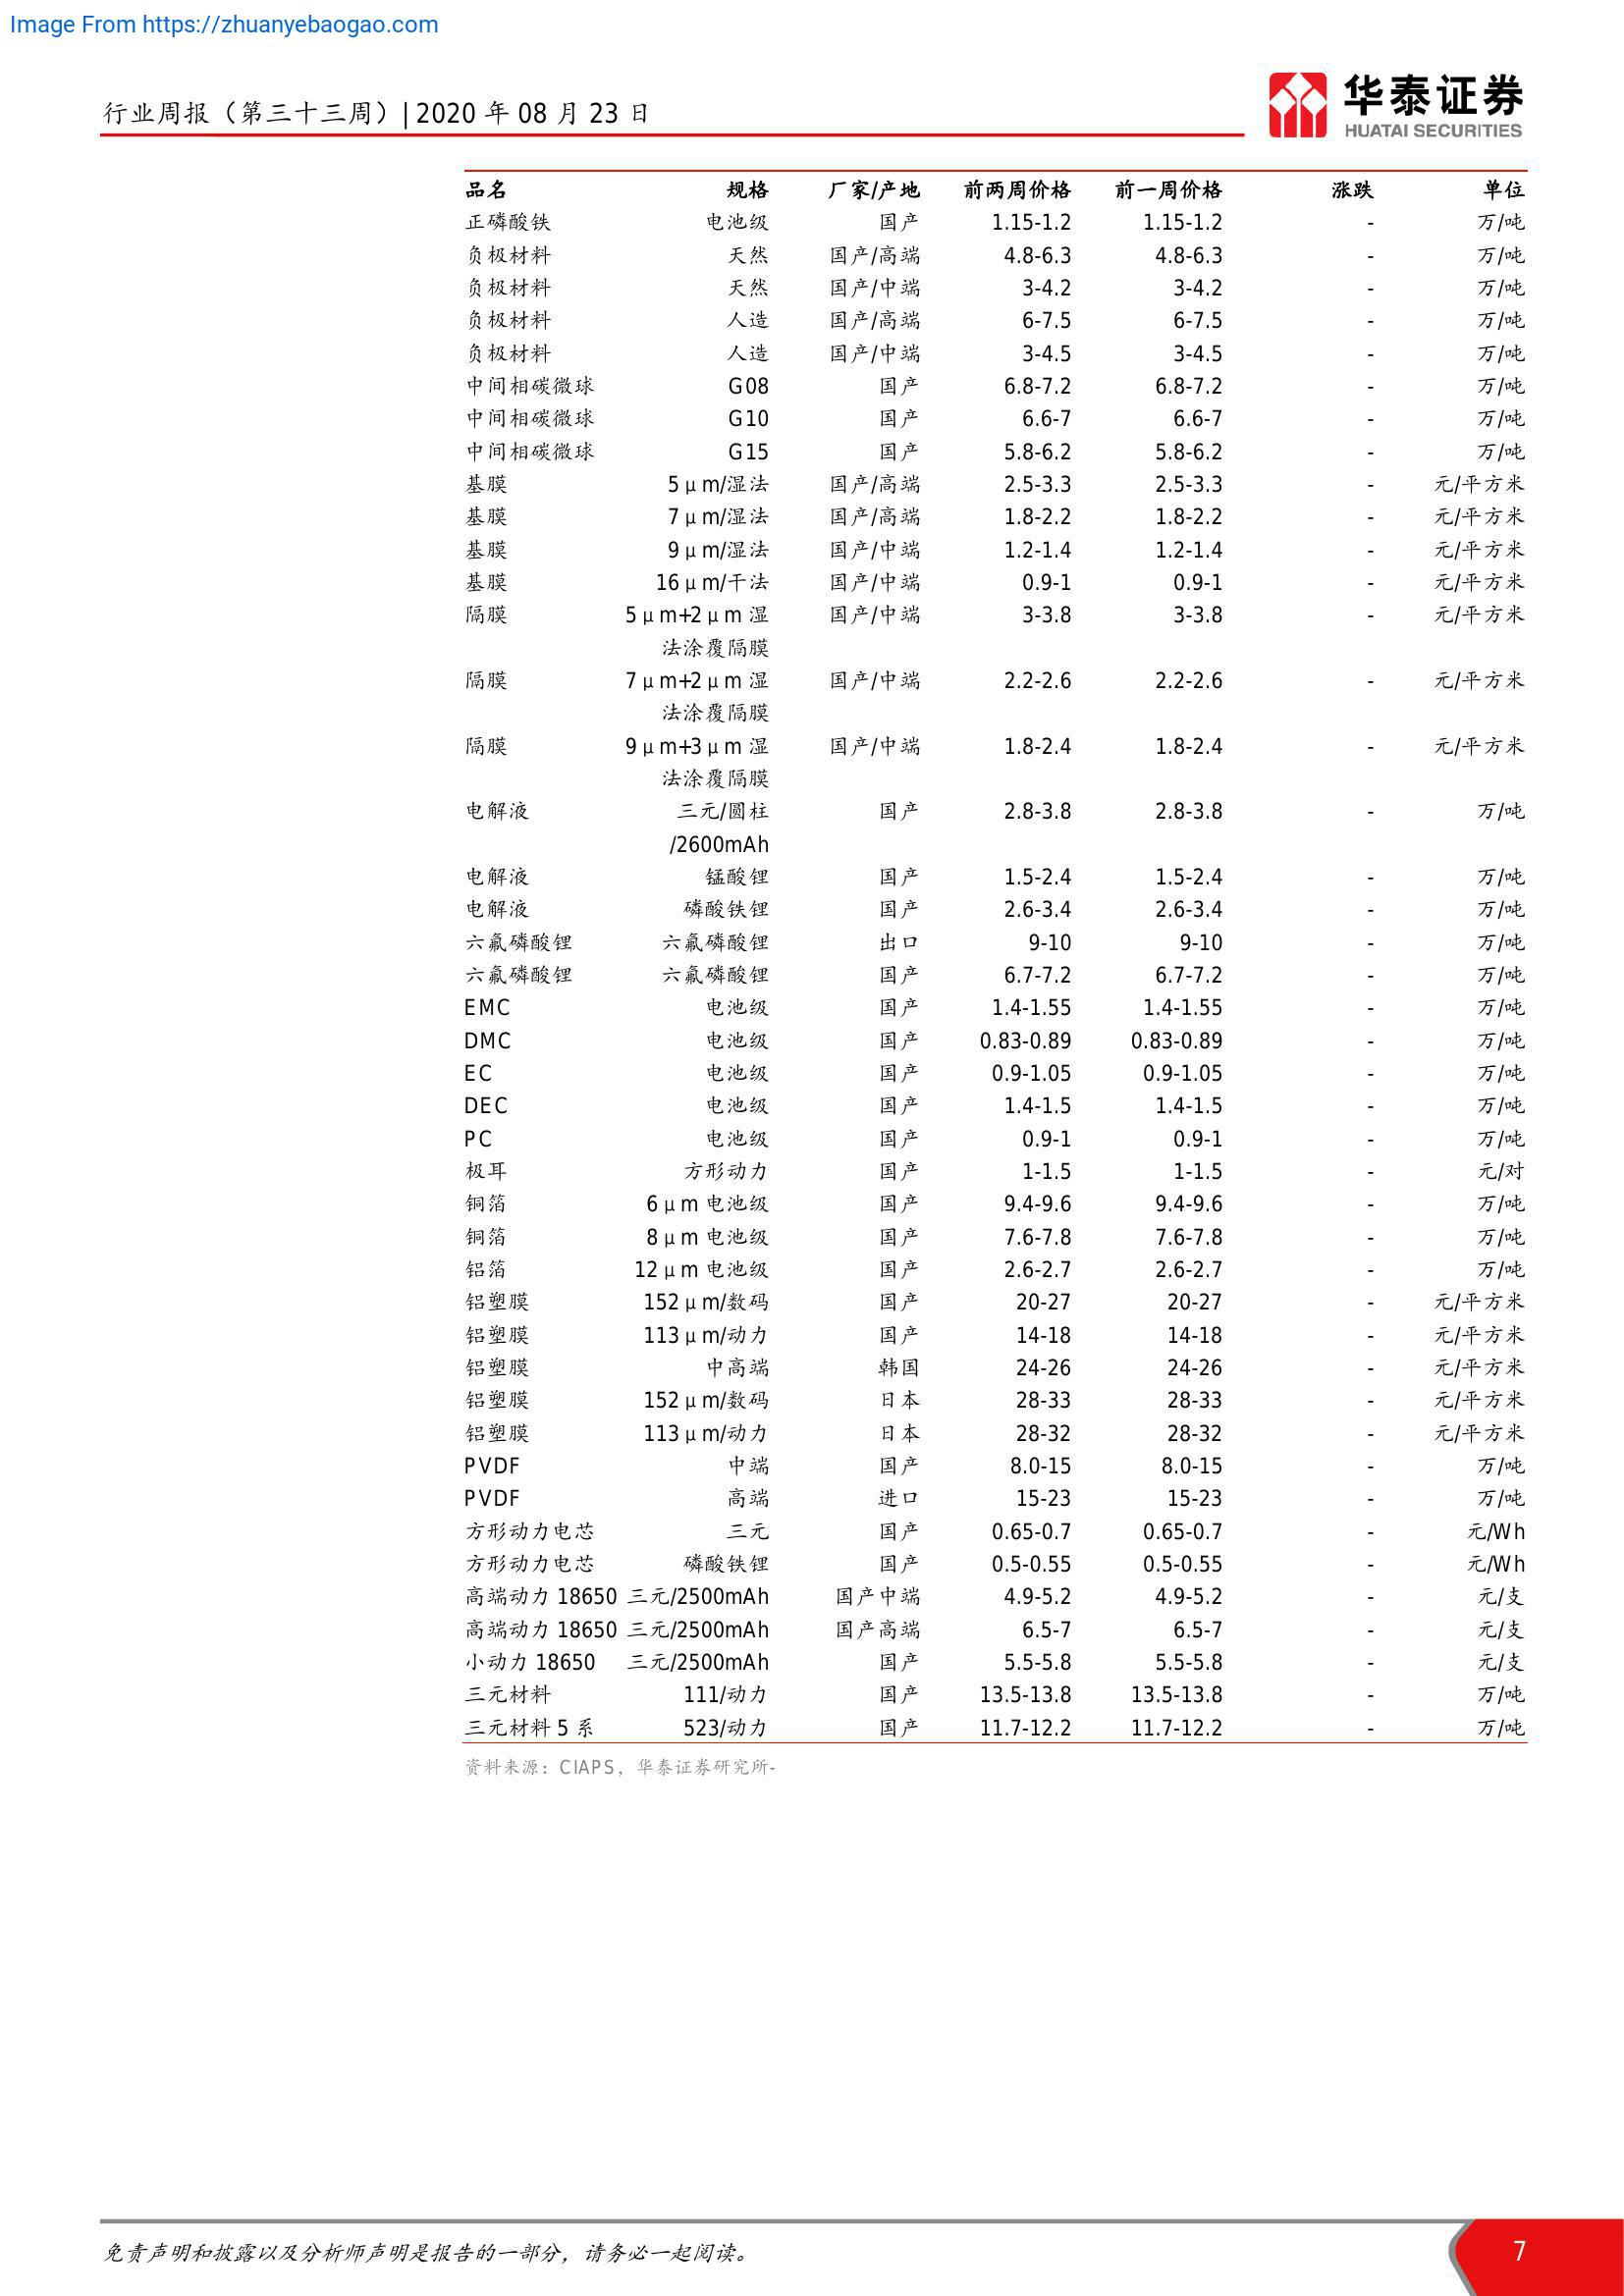 Image From https://zhuanyebaogao.com
行业周报（第三十三周）| 2020 年 08 月 23 日
华泰证券
HUATAI SECURITIES
品名 规格 厂家/产地 前两周价格 前一周价格 涨跌 单位
正磷酸铁 电池级 国产 1.15-1.2 1.15-1.2 - 万/吨
负极材料 天然 国产/高端 4.8-6.3 4.8-6.3 - 万/吨
负极材料 天然 国产/中端 3-4.2 3-4.2 - 万/吨
负极材料 人造 国产/高端 6-7.5 6-7.5 - 万/吨
负极材料 人造 国产/中端 3-4.5 3-4.5 - 万/吨
中间相碳微球 G08 国产 6.8-7.2 6.8-7.2 - 万/吨
中间相碳微球 G10 国产 6.6-7 6.6-7 - 万/吨
中间相碳微球 G15 国产 5.8-6.2 5.8-6.2 - 万/吨
基膜 5μm/湿法 国产/高端 2.5-3.3 2.5-3.3 - 元/平方米
基膜 7μm/湿法 国产/高端 1.8-2.2 1.8-2.2 - 元/平方米
基膜 9μm/湿法 国产/中端 1.2-1.4 1.2-1.4 - 元/平方米
基膜 16μm/干法 国产/中端 0.9-1 0.9-1 - 元/平方米
隔膜 5μm+2μm 湿 国产/中端 3-3.8 3-3.8 - 元/平方米
法涂覆隔膜
隔膜 7μm+2μm 湿 国产/中端 2.2-2.6 2.2-2.6 - 元/平方米
法涂覆隔膜
隔膜 9μm+3μm 湿 国产/中端 1.8-2.4 1.8-2.4 - 元/平方米
法涂覆隔膜
电解液 三元/圆柱 国产 2.8-3.8 2.8-3.8 - 万/吨
/2600mAh
电解液 锰酸锂 国产 1.5-2.4 1.5-2.4 - 万/吨
电解液 磷酸铁锂 国产 2.6-3.4 2.6-3.4 - 万/吨
六氟磷酸锂 六氟磷酸锂 出口 9-10 9-10 - 万/吨
六氟磷酸锂 六氟磷酸锂 国产 6.7-7.2 6.7-7.2 - 万/吨
EMC 电池级 国产 1.4-1.55 1.4-1.55 - 万/吨
DMC 电池级 国产 0.83-0.89 0.83-0.89 - 万/吨
EC 电池级 国产 0.9-1.05 0.9-1.05 - 万/吨
DEC 电池级 国产 1.4-1.5 1.4-1.5 - 万/吨
PC 电池级 国产 0.9-1 0.9-1 - 万/吨
极耳 方形动力 国产 1-1.5 1-1.5 - 元/对
铜箔 6μm 电池级 国产 9.4-9.6 9.4-9.6 - 万/吨
铜箔 8μm 电池级 国产 7.6-7.8 7.6-7.8 - 万/吨
铝箔 12μm 电池级 国产 2.6-2.7 2.6-2.7 - 万/吨
铝塑膜 152μm/数码 国产 20-27 20-27 - 元/平方米
铝塑膜 113μm/动力 国产 14-18 14-18 - 元/平方米
铝塑膜 中高端 韩国 24-26 24-26 - 元/平方米
铝塑膜 152μm/数码 日本 28-33 28-33 - 元/平方米
铝塑膜 113μm/动力 日本 28-32 28-32 - 元/平方米
PVDF 中端 国产 8.0-15 8.0-15 - 万/吨
PVDF 高端 进口 15-23 15-23 - 万/吨
方形动力电芯 三元 国产 0.65-0.7 0.65-0.7 - 元/Wh
方形动力电芯 磷酸铁锂 国产 0.5-0.55 0.5-0.55 - 元/Wh
高端动力 18650 三元/2500mAh 国产中端 4.9-5.2 4.9-5.2 - 元/支
高端动力 18650 三元/2500mAh 国产高端 6.5-7 6.5-7 - 元/支
小动力 18650 三元/2500mAh 国产 5.5-5.8 5.5-5.8 - 元/支
三元材料 111/动力 国产 13.5-13.8 13.5-13.8 - 万/吨
三元材料 5 系 523/动力 国产 11.7-12.2 11.7-12.2 - 万/吨
资料来源：CIAPS，华泰证券研究所-
免责声明和披露以及分析师声明是报告的一部分，请务必一起阅读。
7